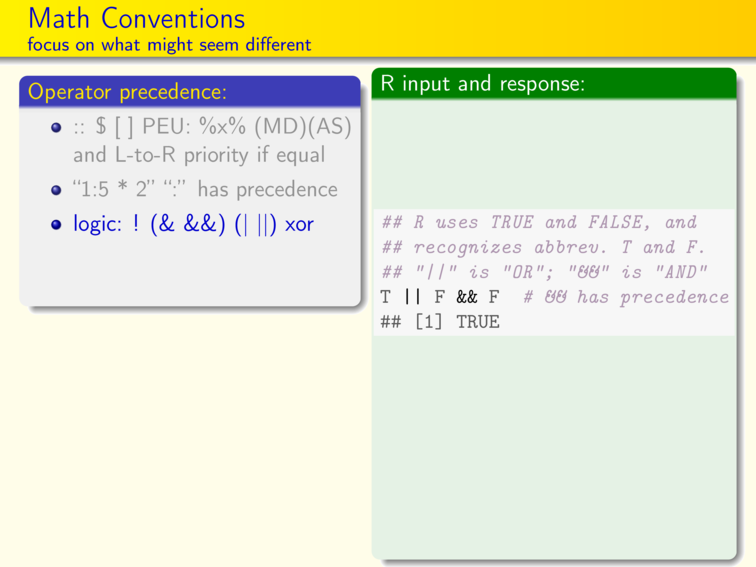 Math Conventions
focus on what might seem different
Operator precedence:
:: $ [ ] PEU: %x% (MD)(AS)
and L-to-R priority if equal
“1:5 * 2” “:” has precedence
logic: ! (& &&) (| ||) xor
R input and response:
## R uses TRUE and FALSE, and
## recognizes abbrev. T and F.
## "||" is "OR"; "&&" is "AND"
T || F && F # && has precedence
## [1] TRUE